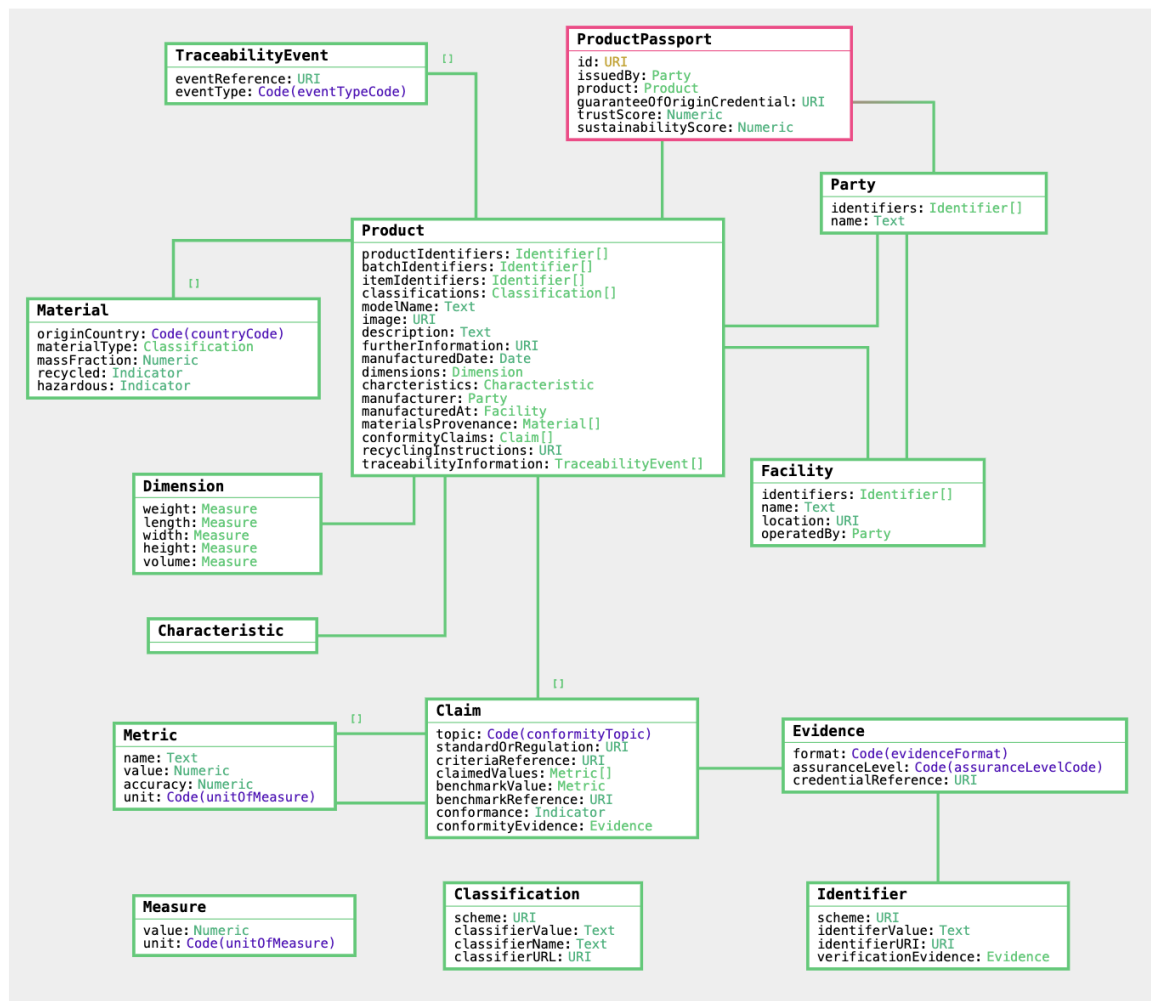 TraceabilityEvent
eventReference: URI
eventType: Code(eventTypeCode)
[]
ProductPassport
id: URI
issuedBy: Party
product: Product
guaranteeOfOriginCredential: URI
trustScore: Numeric
sustainabilityScore: Numeric
Party
identifiers: Identifier[]
name: Text
Product
productIdentifiers: Identifier[]
batchIdentifiers: Identifier[]
itemIdentifiers: Identifier[]
classifications: Classification[]
modelName: Text
image: URI
description: Text
furtherInformation: URI
manufacturedDate: Date
dimensions: Dimension
charcteristics: Characteristic
manufacturer: Party
manufacturedAt: Facility
materialsProvenance: Material[]
conformityClaims: Claim[]
recyclingInstructions: URI
traceabilityInformation: TraceabilityEvent[]
[]
Material
originCountry: Code(countryCode)
materialType: Classification
massFraction: Numeric
recycled: Indicator
hazardous: Indicator
Facility
identifiers: Identifier[]
name: Text
location: URI
operatedBy: Party
Dimension
weight: Measure
length: Measure
width: Measure
height: Measure
volume: Measure
Characteristic
[]
Claim
topic: Code(conformityTopic)
standardOrRegulation: URI
criteriaReference: URI
claimedValues: Metric[]
benchmarkValue: Metric
benchmarkReference: URI
conformance: Indicator
conformityEvidence: Evidence
[]
Metric
name: Text
value: Numeric
accuracy: Numeric
unit: Code(unitOfMeasure)
Evidence
format: Code(evidenceFormat)
assuranceLevel: Code(assuranceLevelCode)
credentialReference: URI
Measure
value: Numeric
unit: Code(unitOfMeasure)
Classification
scheme: URI
classifierValue: Text
classifierName: Text
classifierURL: URI
Identifier
scheme: URI
identiferValue: Text
identifierURI: URI
verificationEvidence: Evidence